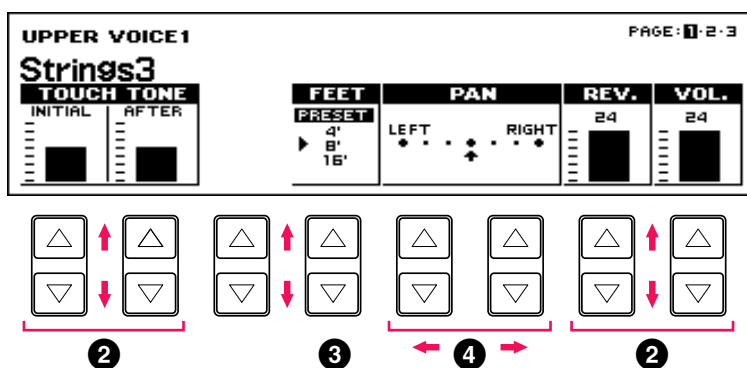 UPPER VOICE1
PAGE: 1·2·3
Strings3
TOUCH TONE
INITIAL AFTER
FEET
PRESET
4'
8'
16'
PAN
LEFT RIGHT
REV.
24
VOL.
24
2 3 4 2